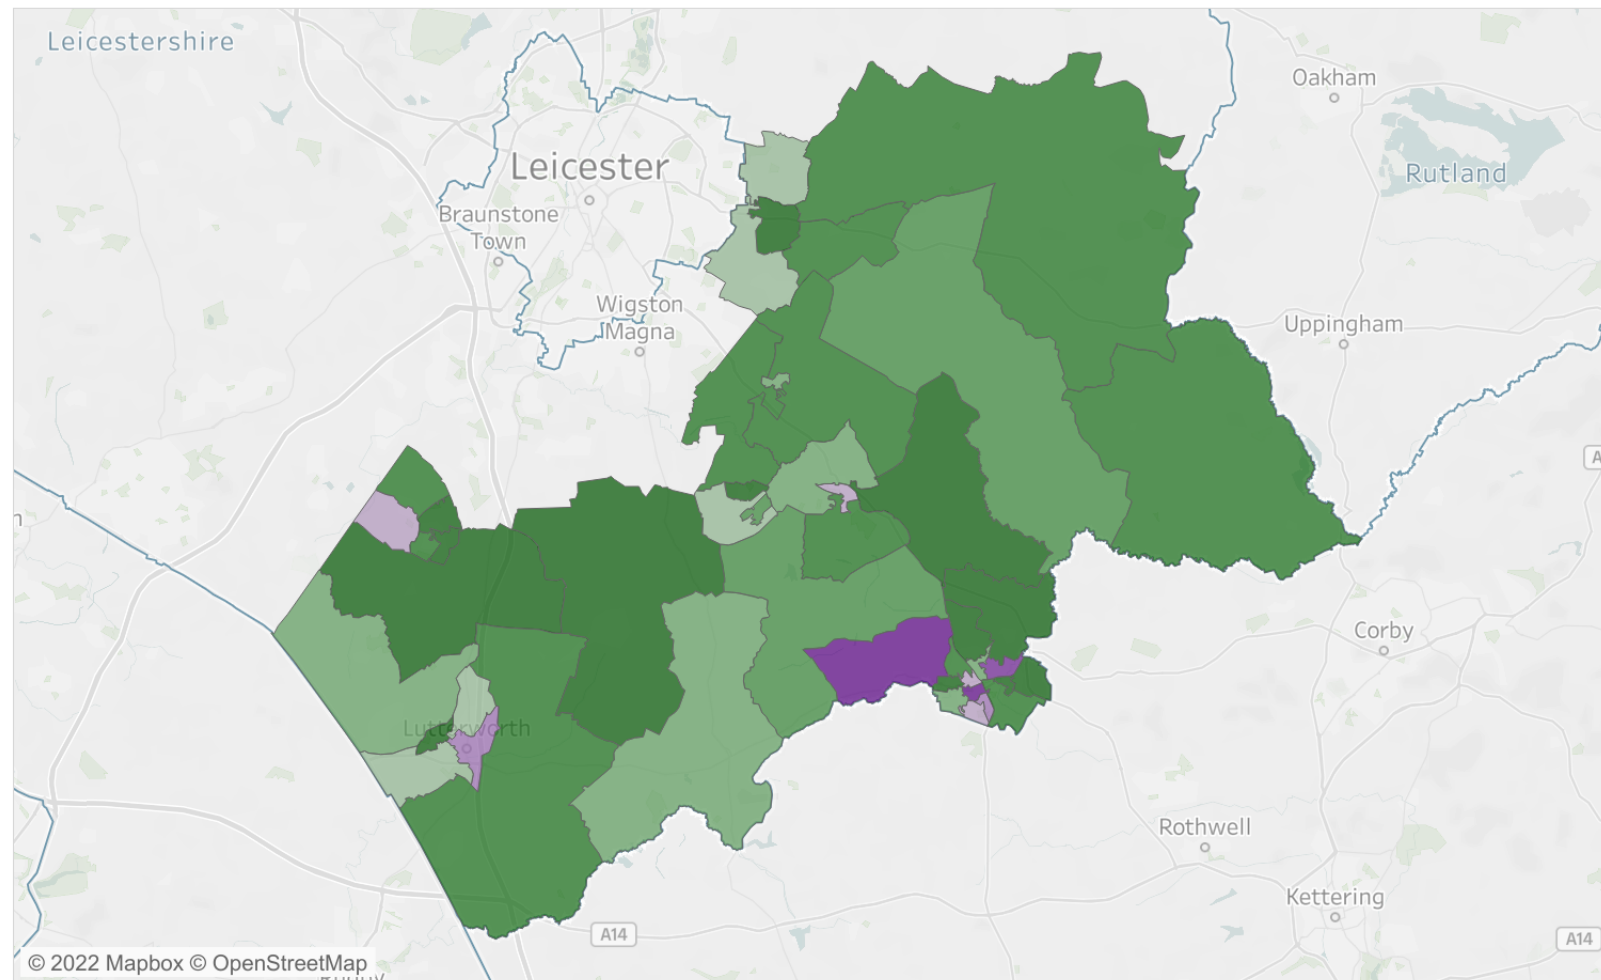 Leicestershire
Oakham
Leicester
Rutland
Braunstone
Town
Wigston
Magna
Uppingham
A
Corby
Lutterworth
Rothwell
Kettering
A14
A14
© 2022 Mapbox © OpenStreetMap